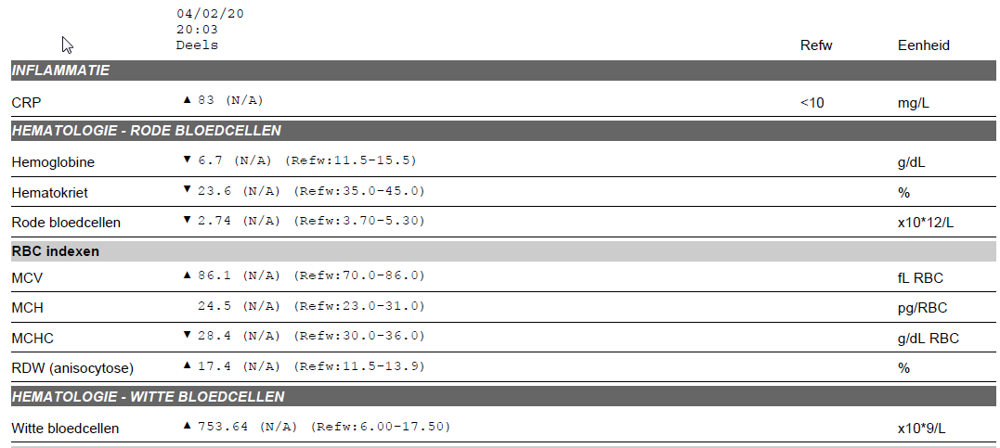 04/02/20
20:03
Deels Refw Eenheid
INFLAMMATIE
CRP ▲ 83 (N/A) <10 mg/L
HEMATOLOGIE - RODE BLOEDCELLEN
Hemoglobine ▼ 6.7 (N/A) (Refw:11.5-15.5) g/dL
Hematokriet ▼ 23.6 (N/A) (Refw:35.0-45.0) %
Rode bloedcellen ▼ 2.74 (N/A) (Refw:3.70-5.30) x10*12/L
RBC indexen
MCV ▲ 86.1 (N/A) (Refw:70.0-86.0) fL RBC
MCH 24.5 (N/A) (Refw:23.0-31.0) pg/RBC
MCHC ▼ 28.4 (N/A) (Refw:30.0-36.0) g/dL RBC
RDW (anisocytose) ▲ 17.4 (N/A) (Refw:11.5-13.9) %
HEMATOLOGIE - WITTE BLOEDCELLEN
Witte bloedcellen ▲ 753.64 (N/A) (Refw:6.00-17.50) x10*9/L